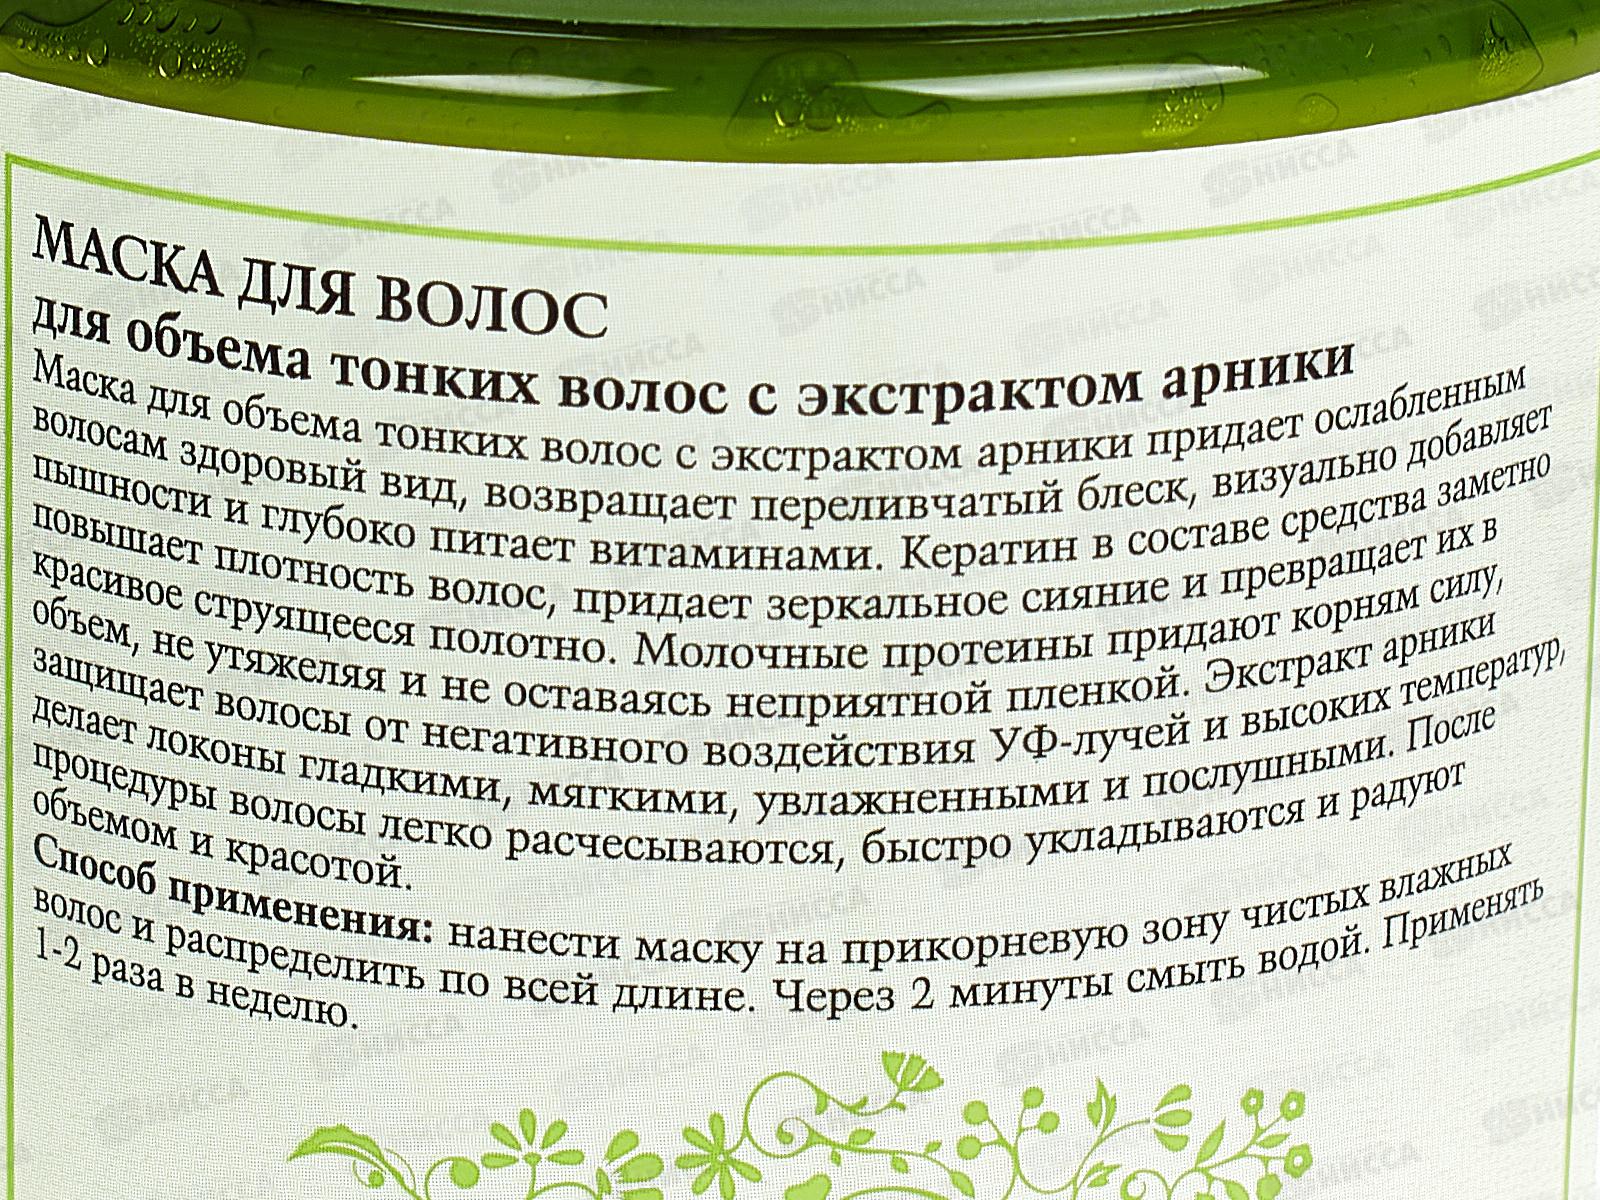 МАСКА ДЛЯ ВОЛОС
для объема тонких волос с экстрактом арники
Маска для объема тонких волос с экстрактом арники придает ослабленным
волосам здоровый вид, возвращает переливчатый блеск, визуально добавляет
пышности и глубоко питает витаминами. Кератин в составе средства заметно
повышает плотность волос, придает зеркальное сияние и превращает их в
красивое струящееся полотно. Молочные протеины придают корням силу,
объем, не утяжеляя и не оставаясь неприятной пленкой. Экстракт арники
защищает волосы от негативного воздействия УФ-лучей и высоких температур,
делает локоны гладкими, мягкими, увлажненными и послушными. После
процедуры волосы легко расчесываются, быстро укладываются и радуют
объемом и красотой.
Способ применения: нанести маску на прикорневую зону чистых влажных
волос и распределить по всей длине. Через 2 минуты смыть водой. Применять
1-2 раза в неделю.